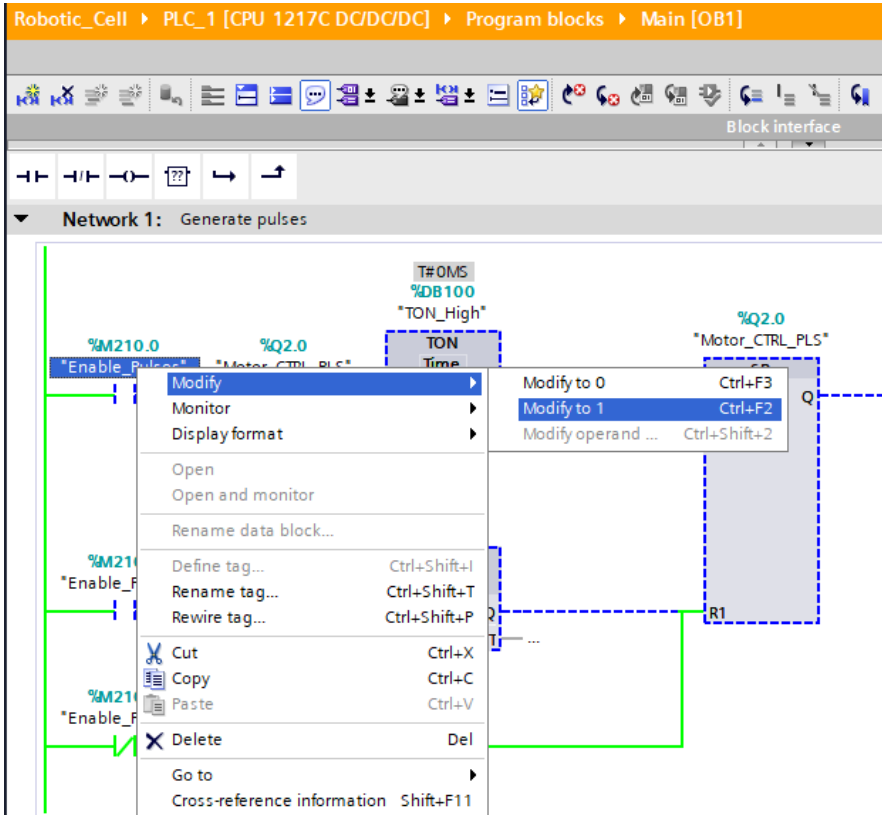 Robotic_Cell ▸ PLC_1 [CPU 1217C DC/DC/DC] ▸ Program blocks ▸ Main [OB1]
Block interface
??
Network 1: Generate pulses
T#0MS
%DB100
"TON_High"
TON
Time
%Q2.0
"Motor_CTRL_PLS"
SR
Q
R1
%M210.0
"Enable_Pulses"
%Q2.0
"Motor_CTRL_PLS"
Modify
Monitor
Display format
Open
Open and monitor
Rename data block...
Define tag... Ctrl+Shift+I
Rename tag... Ctrl+Shift+T
Rewire tag... Ctrl+Shift+P
Cut Ctrl+X
Copy Ctrl+C
Paste Ctrl+V
Delete Del
Go to
Cross-reference information Shift+F11
Modify to 0 Ctrl+F3
Modify to 1 Ctrl+F2
Modify operand ... Ctrl+Shift+2
...